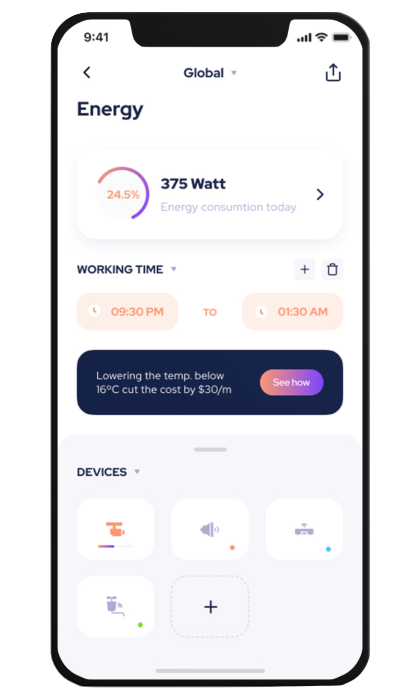 9:41
Global
Energy
24.5%
375 Watt
Energy consumtion today
WORKING TIME
09:30 PM TO 01:30 AM
Lowering the temp. below
16ºC cut the cost by $30/m
See how
DEVICES